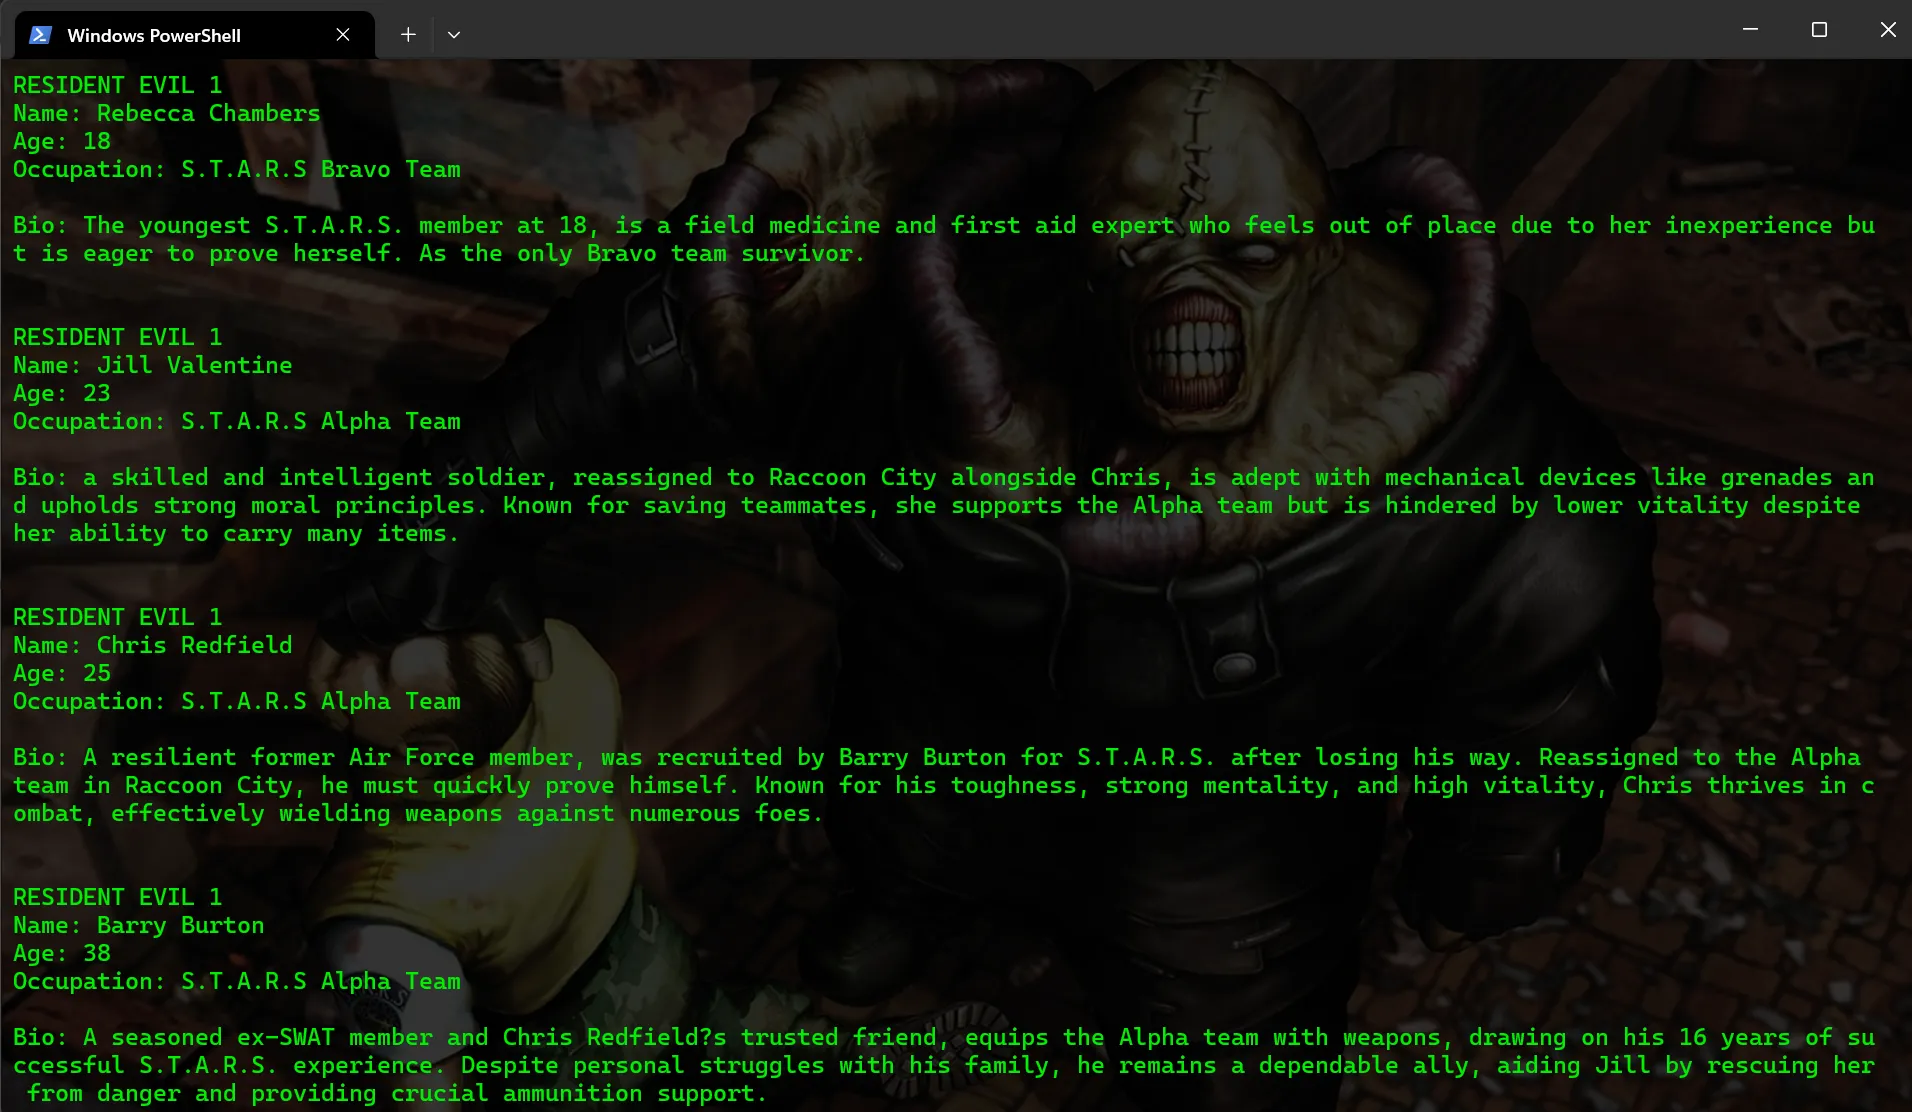 Windows PowerShell
RESIDENT EVIL 1
Name: Rebecca Chambers
Age: 18
Occupation: S.T.A.R.S Bravo Team
Bio: The youngest S.T.A.R.S. member at 18, is a field medicine and first aid expert who feels out of place due to her inexperience bu
t is eager to prove herself. As the only Bravo team survivor.
RESIDENT EVIL 1
Name: Jill Valentine
Age: 23
Occupation: S.T.A.R.S Alpha Team
Bio: a skilled and intelligent soldier, reassigned to Raccoon City alongside Chris, is adept with mechanical devices like grenades an
d upholds strong moral principles. Known for saving teammates, she supports the Alpha team but is hindered by lower vitality despite
her ability to carry many items.
RESIDENT EVIL 1
Name: Chris Redfield
Age: 25
Occupation: S.T.A.R.S Alpha Team
Bio: A resilient former Air Force member, was recruited by Barry Burton for S.T.A.R.S. after losing his way. Reassigned to the Alpha
team in Raccoon City, he must quickly prove himself. Known for his toughness, strong mentality, and high vitality, Chris thrives in c
ombat, effectively wielding weapons against numerous foes.
RESIDENT EVIL 1
Name: Barry Burton
Age: 38
Occupation: S.T.A.R.S Alpha Team
Bio: A seasoned ex-SWAT member and Chris Redfield?s trusted friend, equips the Alpha team with weapons, drawing on his 16 years of su
ccessful S.T.A.R.S. experience. Despite personal struggles with his family, he remains a dependable ally, aiding Jill by rescuing her
 from danger and providing crucial ammunition support.